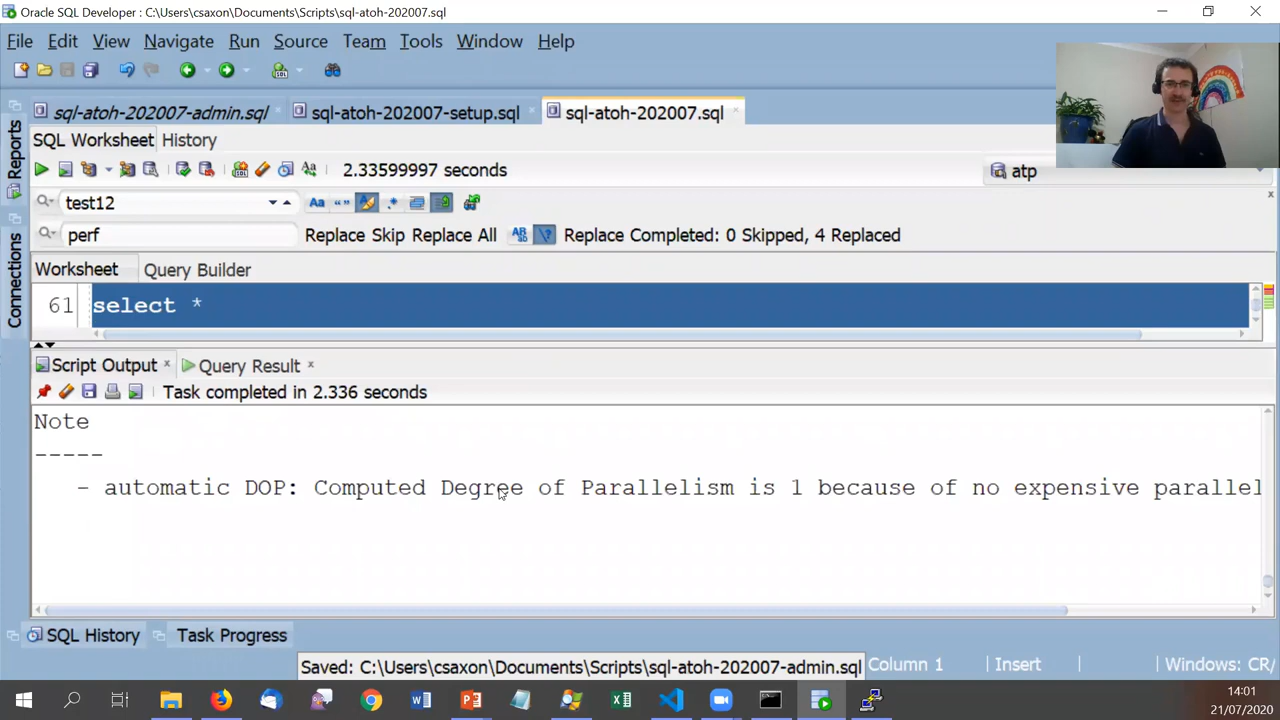 Oracle SQL Developer : C:\Users\csaxon\Documents\Scripts\sql-atoh-202007.sql
File Edit View Navigate Run Source Team Tools Window Help
sql-atoh-202007-admin.sql sql-atoh-202007-setup.sql sql-atoh-202007.sql
SQL Worksheet History
2.33599997 seconds atp
test12
perf Replace Skip Replace All Replace Completed: 0 Skipped, 4 Replaced
Worksheet Query Builder
61 select *
Script Output Query Result
Task completed in 2.336 seconds
Note
-----
- automatic DOP: Computed Degree of Parallelism is 1 because of no expensive parallel
SQL History Task Progress
Saved: C:\Users\csaxon\Documents\Scripts\sql-atoh-202007-admin.sql Column 1 Insert Windows: CR/
14:01
21/07/2020
Reports
Connections